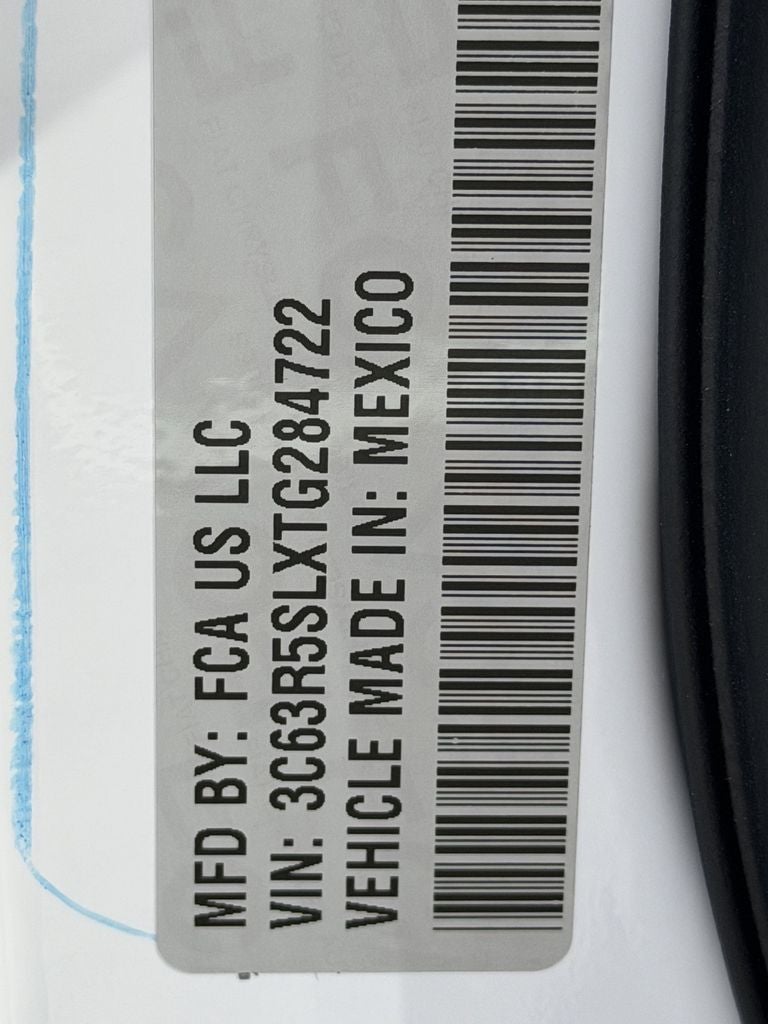 MFD BY: FCA US LLC
VIN: 3C63R5SLXTG284722
VEHICLE MADE IN: MEXICO